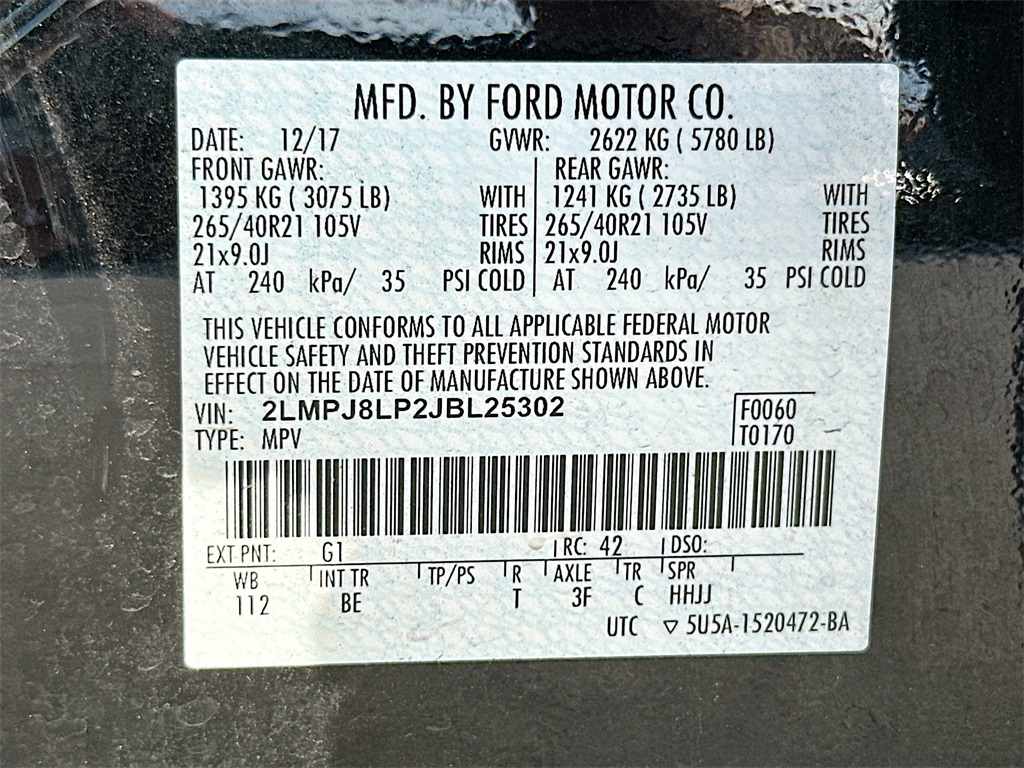 MFD. BY FORD MOTOR CO.
DATE: 12/17 GVWR: 2622 KG ( 5780 LB)
FRONT GAWR: REAR GAWR:
1395 KG ( 3075 LB) WITH 1241 KG ( 2735 LB) WITH
265/40R21 105V TIRES 265/40R21 105V TIRES
21x9.0J RIMS 21x9.0J RIMS
AT 240 kPa/ 35 PSI COLD AT 240 kPa/ 35 PSI COLD
THIS VEHICLE CONFORMS TO ALL APPLICABLE FEDERAL MOTOR
VEHICLE SAFETY AND THEFT PREVENTION STANDARDS IN
EFFECT ON THE DATE OF MANUFACTURE SHOWN ABOVE.
VIN: 2LMPJ8LP2JBL25302 F0060
TYPE: MPV T0170
EXT PNT: G1 RC: 42 DSO:
WB INT TR TP/PS R AXLE TR SPR
112 BE T 3F C HHJJ
UTC ▽ 5U5A-1520472-BA